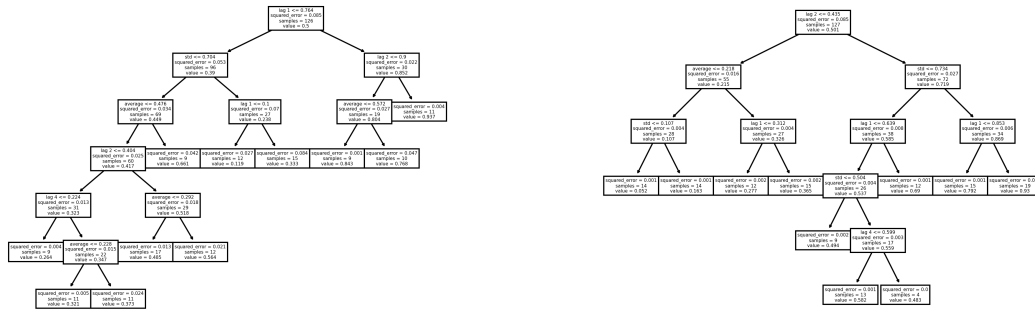 lag 1 <= 0.764
squared_error = 0.085
samples = 126
value = 0.5
std <= 0.704
squared_error = 0.053
samples = 96
value = 0.39
lag 2 <= 0.9
squared_error = 0.022
samples = 30
value = 0.852
average <= 0.476
squared_error = 0.034
samples = 69
value = 0.449
lag 1 <= 0.1
squared_error = 0.07
samples = 27
value = 0.238
average <= 0.572
squared_error = 0.027
samples = 19
value = 0.804
squared_error = 0.004
samples = 11
value = 0.937
lag 2 <= 0.404
squared_error = 0.025
samples = 60
value = 0.417
squared_error = 0.042
samples = 9
value = 0.661
squared_error = 0.027
samples = 12
value = 0.119
squared_error = 0.084
samples = 15
value = 0.333
squared_error = 0.001
samples = 9
value = 0.843
squared_error = 0.047
samples = 10
value = 0.768
lag 4 <= 0.224
squared_error = 0.013
samples = 31
value = 0.323
average <= 0.292
squared_error = 0.018
samples = 29
value = 0.518
squared_error = 0.004
samples = 9
value = 0.264
average <= 0.228
squared_error = 0.015
samples = 22
value = 0.347
squared_error = 0.013
samples = 17
value = 0.485
squared_error = 0.021
samples = 12
value = 0.564
squared_error = 0.005
samples = 11
value = 0.321
squared_error = 0.024
samples = 11
value = 0.373
lag 2 <= 0.435
squared_error = 0.085
samples = 127
value = 0.501
average <= 0.218
squared_error = 0.016
samples = 55
value = 0.215
std <= 0.734
squared_error = 0.027
samples = 72
value = 0.719
std <= 0.107
squared_error = 0.004
samples = 28
value = 0.107
lag 1 <= 0.312
squared_error = 0.004
samples = 27
value = 0.326
lag 1 <= 0.639
squared_error = 0.008
samples = 38
value = 0.585
lag 1 <= 0.853
squared_error = 0.006
samples = 34
value = 0.869
squared_error = 0.001
samples = 14
value = 0.052
squared_error = 0.001
samples = 14
value = 0.163
squared_error = 0.002
samples = 12
value = 0.277
squared_error = 0.002
samples = 15
value = 0.365
std <= 0.504
squared_error = 0.004
samples = 26
value = 0.537
squared_error = 0.001
samples = 12
value = 0.69
squared_error = 0.001
samples = 15
value = 0.792
squared_error = 0.0
samples = 19
value = 0.93
squared_error = 0.002
samples = 9
value = 0.494
lag 4 <= 0.599
squared_error = 0.003
samples = 17
value = 0.559
squared_error = 0.001
samples = 13
value = 0.582
squared_error = 0.0
samples = 4
value = 0.483